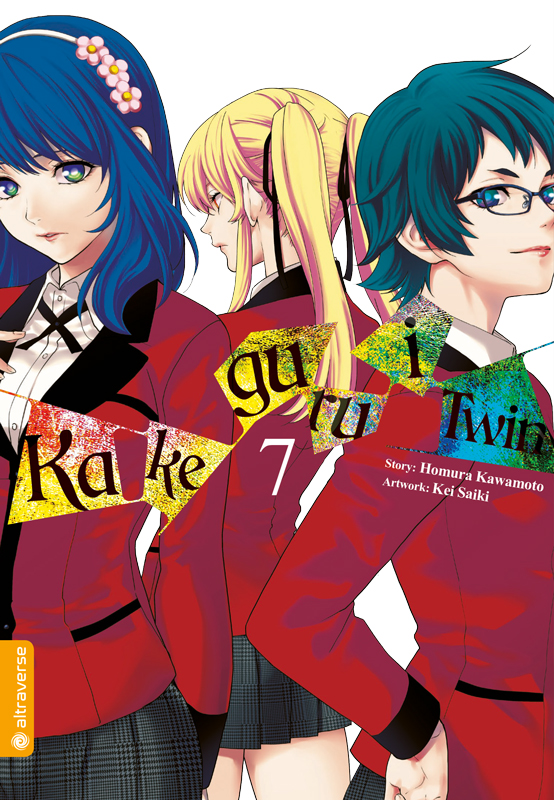 Kakegurui Twin
7
Story: Homura Kawamoto
Artwork: Kei Saiki
altraverse